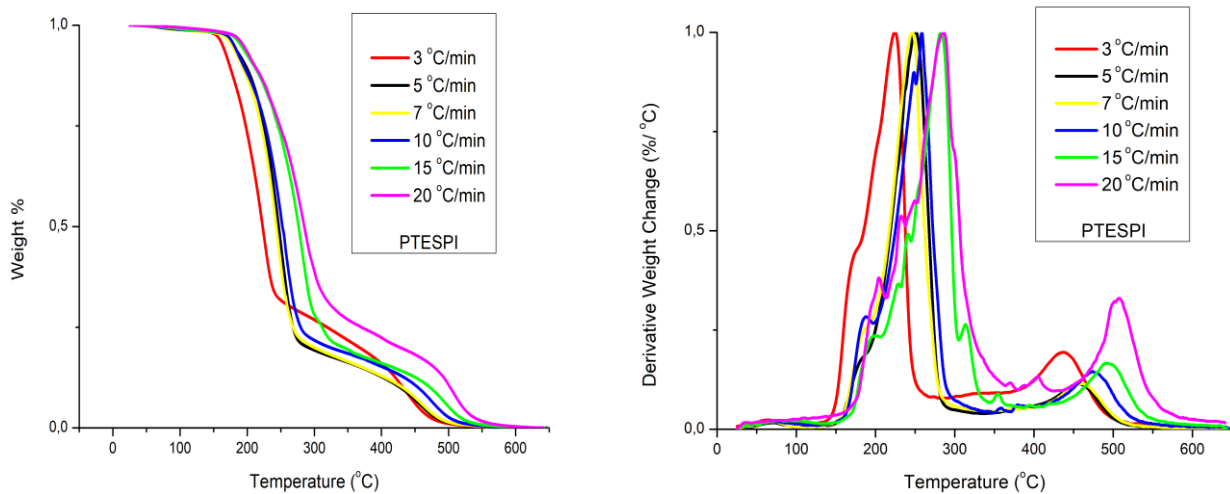 1,0
0,5
0,0
Weight %
0
100
200
300
400
500
600
Temperature (°C)
3 °C/min
5 °C/min
7 °C/min
10 °C/min
15 °C/min
20 °C/min
PTESPI
1,0
0,5
0,0
Derivative Weight Change (%/ °C)
0
100
200
300
400
500
600
Temperature (°C)
3 °C/min
5 °C/min
7 °C/min
10 °C/min
15 °C/min
20 °C/min
PTESPI